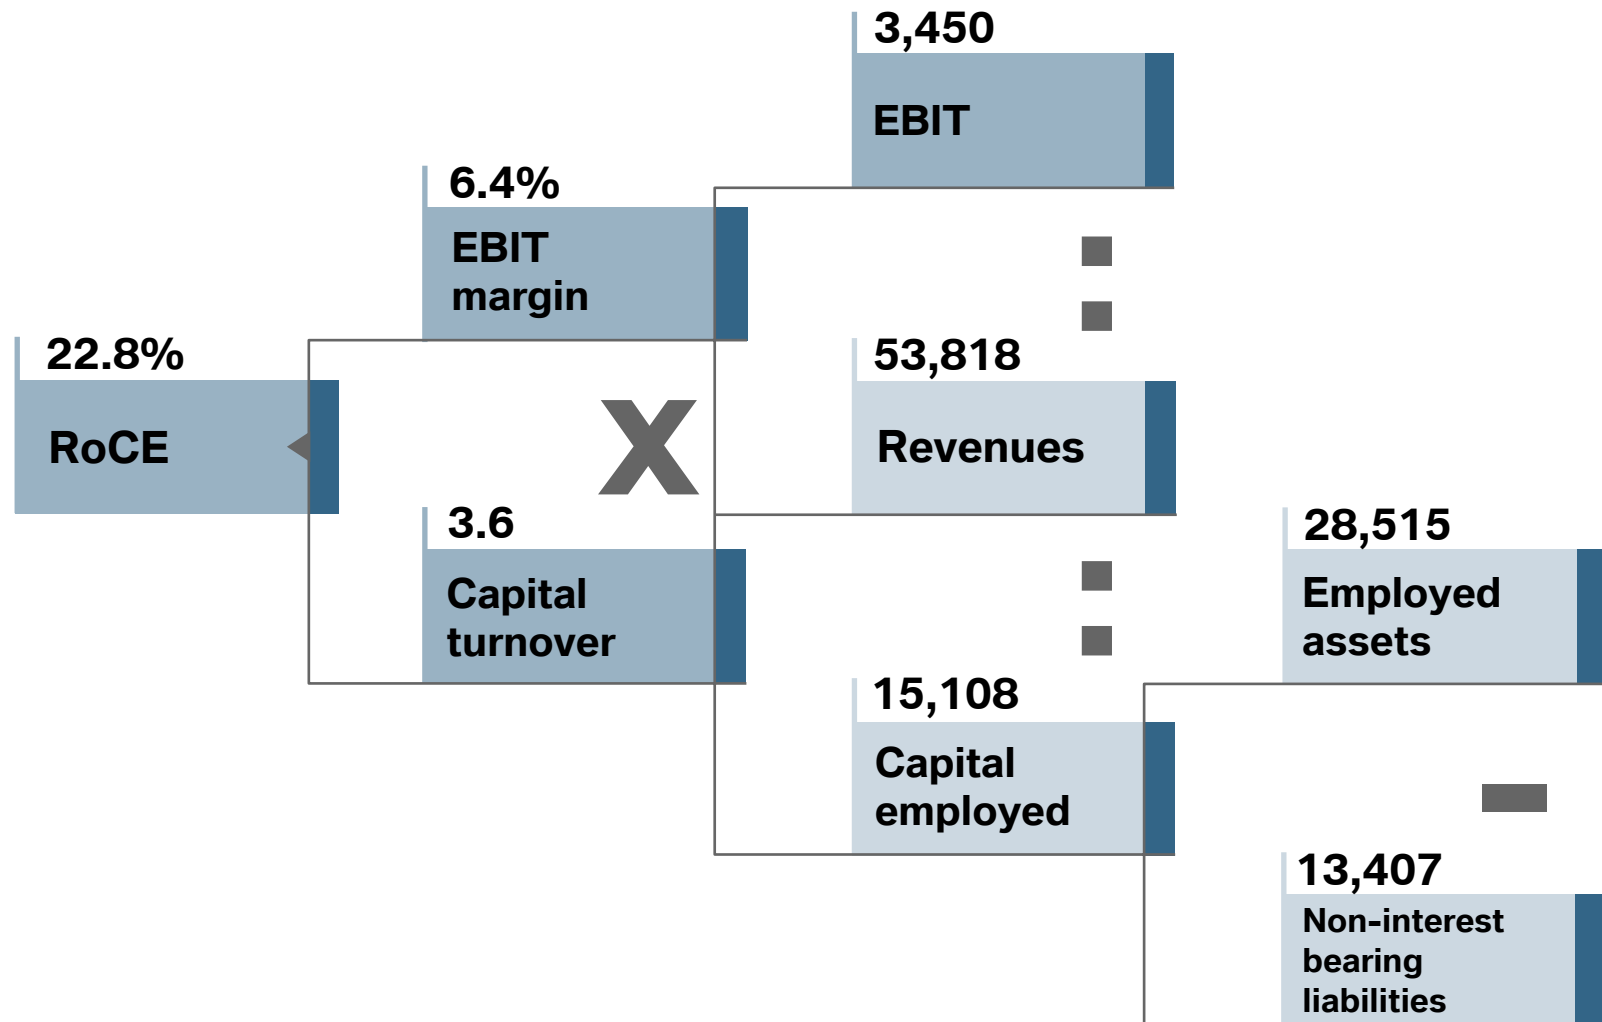 3,450
EBIT
6.4%
EBIT
margin
22.8%
RoCE
X
53,818
Revenues
3.6
Capital
turnover
28,515
Employed
assets
15,108
Capital
employed
13,407
Non-interest
bearing
liabilities